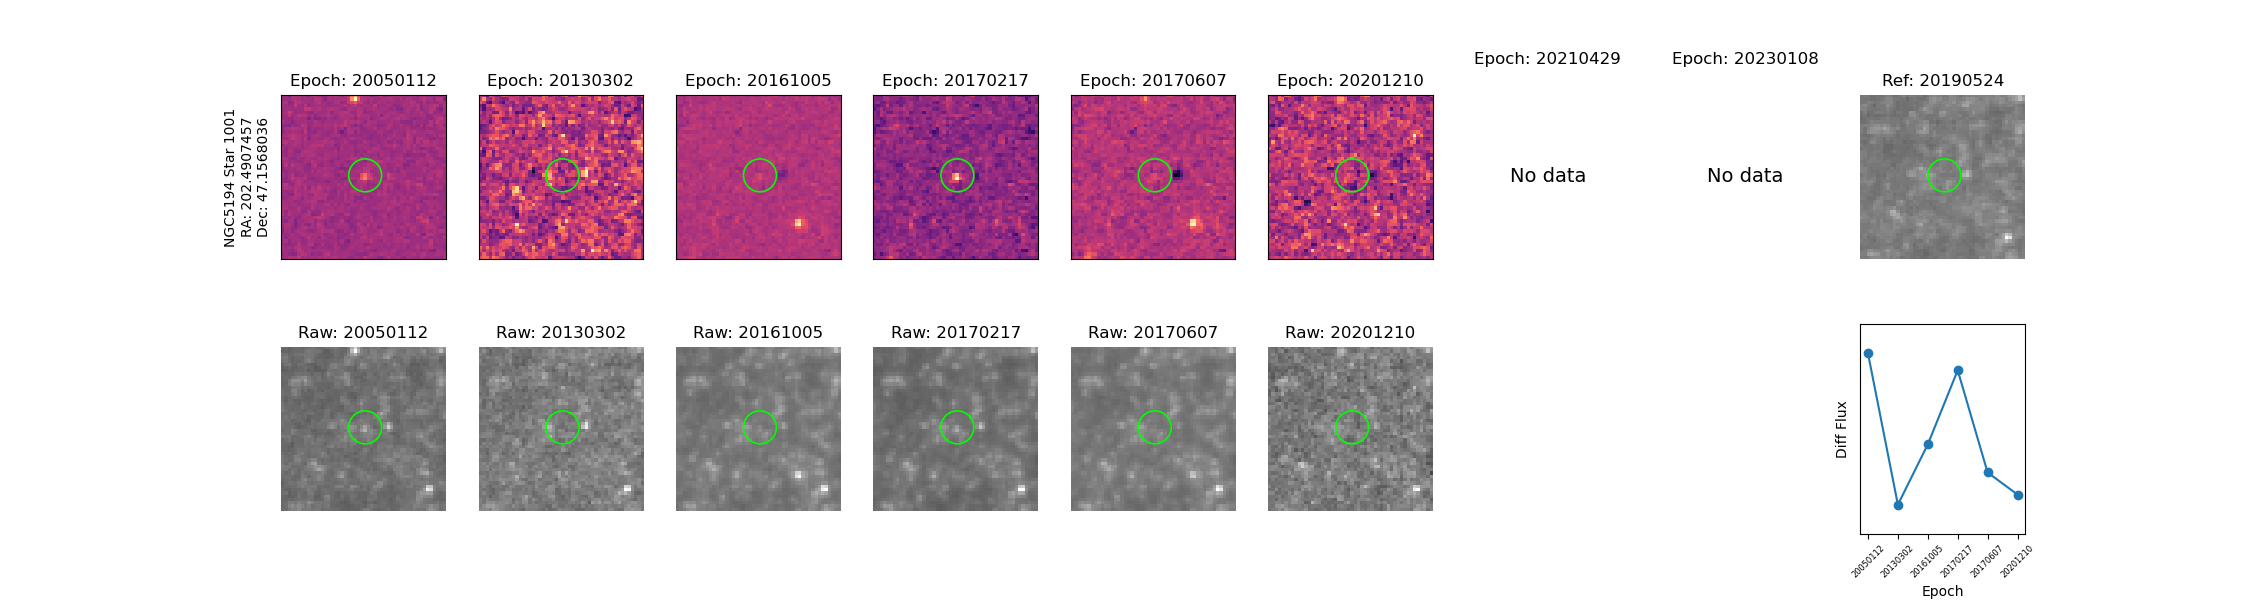 NGC5194 Star 1001
RA: 202.4907457
Dec: 47.1568036
Epoch: 20050112
Epoch: 20130302
Epoch: 20161005
Epoch: 20170217
Epoch: 20170607
Epoch: 20201210
Epoch: 20210429
Epoch: 20230108
Ref: 20190524
No data
No data
Raw: 20050112
Raw: 20130302
Raw: 20161005
Raw: 20170217
Raw: 20170607
Raw: 20201210
Diff Flux
20050112
20130302
20161005
20170217
20170607
20201210
Epoch